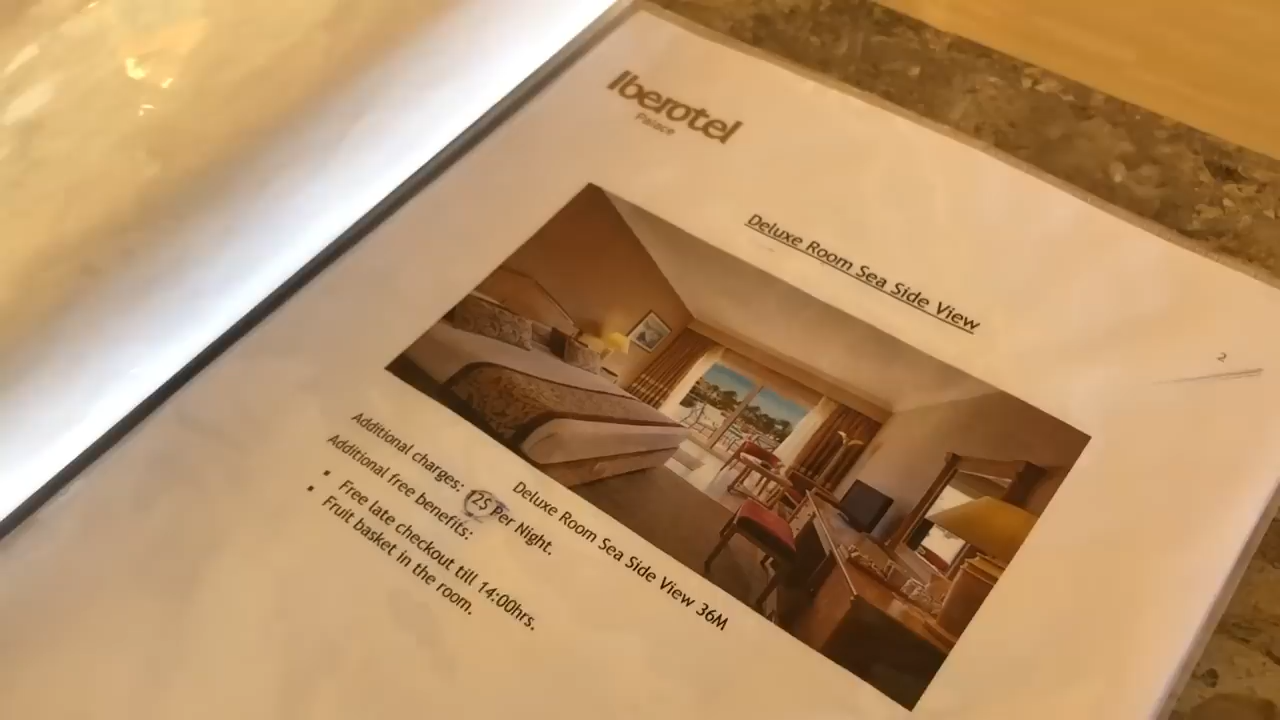 Iberotel
Palace
Deluxe Room Sea Side View
2
Deluxe Room Sea Side View 36M
Additional charges: 12$ Per Night.
Additional free benefits:
▪ Free late checkout till 14:00hrs.
▪ Fruit basket in the room.